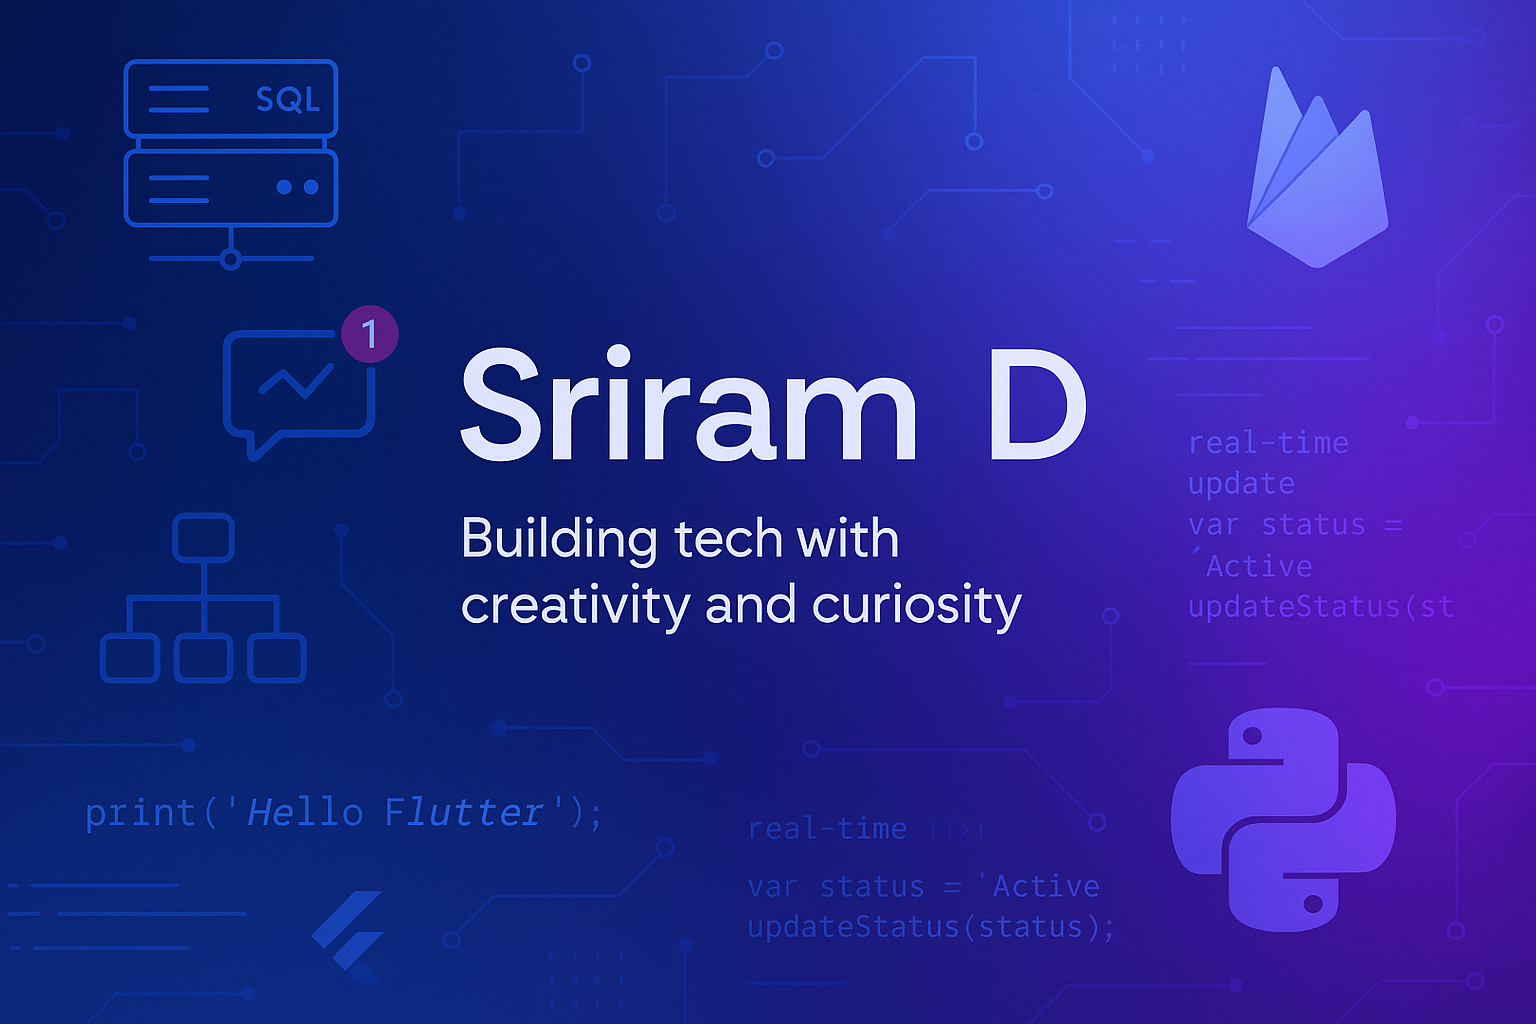 SQL
1
Sriram D
Building tech with
creativity and curiosity
real-time
update
var status =
'Active
updateStatus(st
print('Hello Flutter');
real-time
var status = 'Active
updateStatus(status);